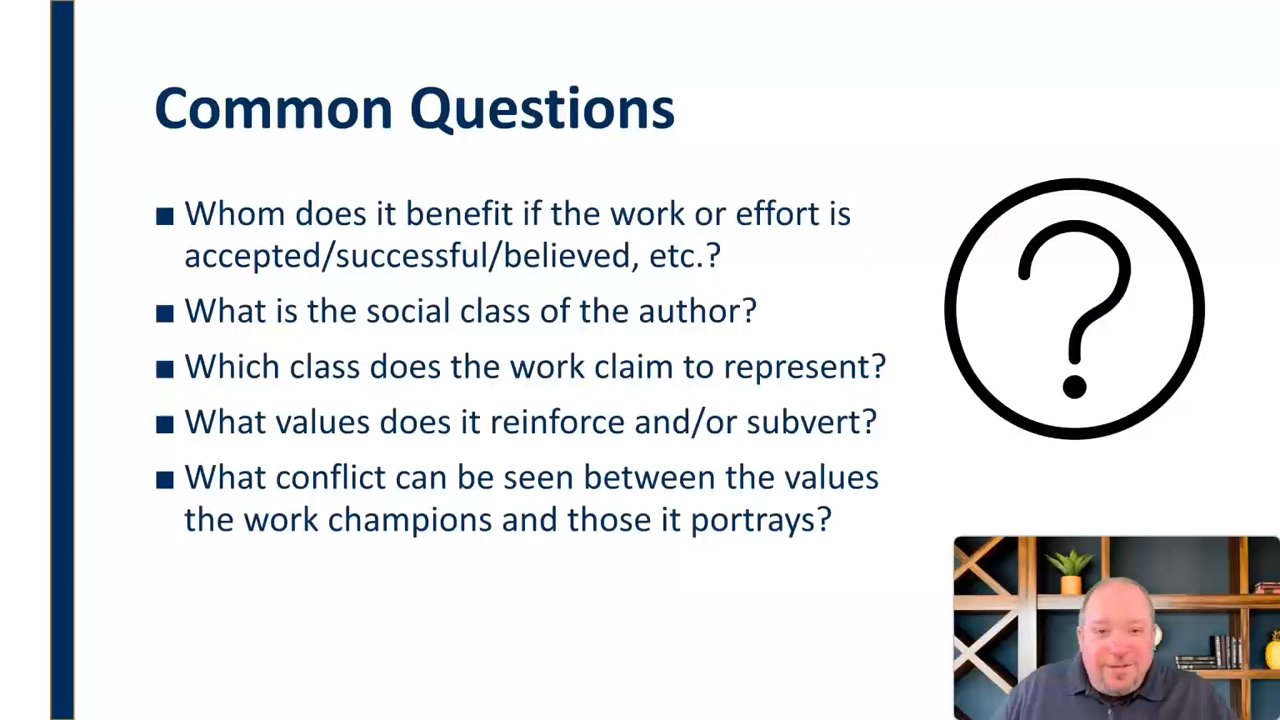 Common Questions
■ Whom does it benefit if the work or effort is
accepted/successful/believed, etc.?
■ What is the social class of the author?
■ Which class does the work claim to represent?
■ What values does it reinforce and/or subvert?
■ What conflict can be seen between the values
the work champions and those it portrays?
?